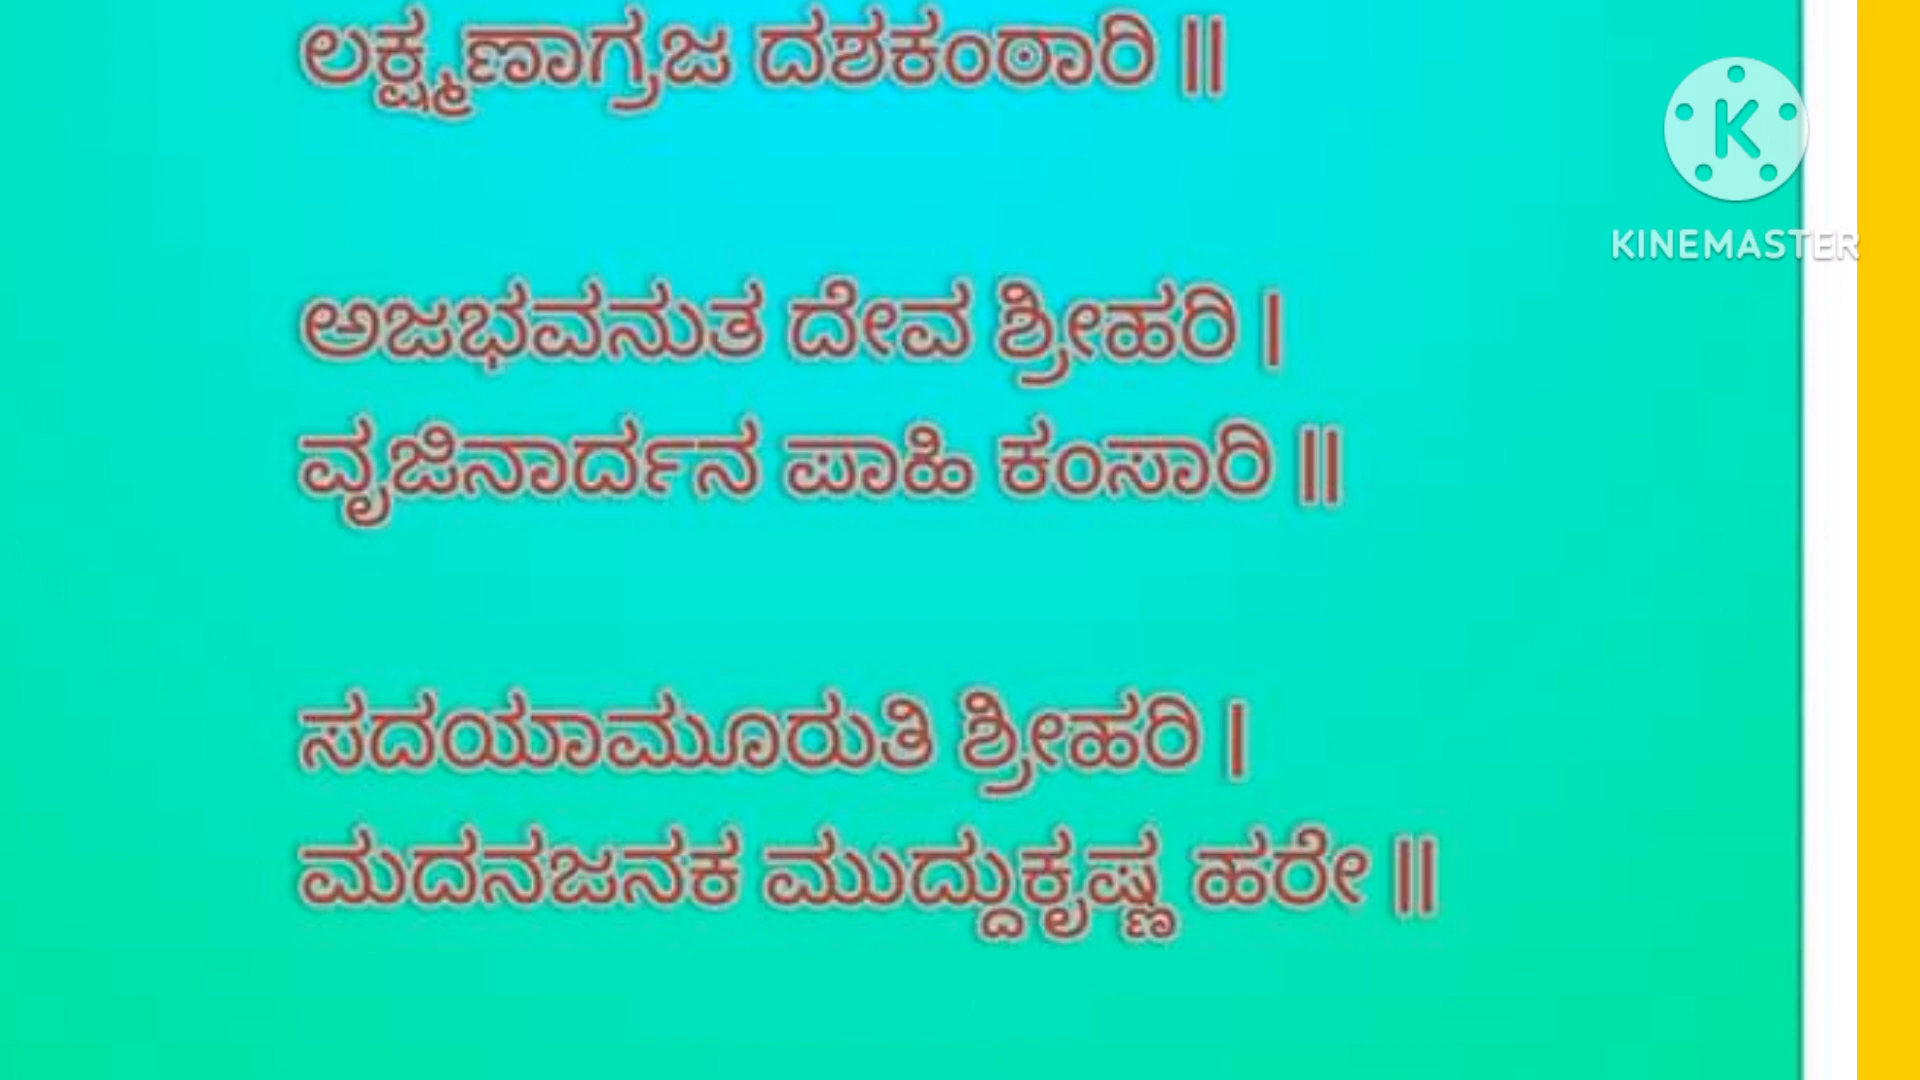 ಲಕ್ಷ್ಮಣಾಗ್ರಜ ದಶಕಂಠಾರಿ ||
KINEMASTER
ಅಜಭವನುತ ದೇವ ಶ್ರೀಹರಿ |
ವೃಜಿನಾರ್ದನ ಪಾಹಿ ಕಂಸಾರಿ ||
ಸದಯಾಮೂರುತಿ ಶ್ರೀಹರಿ |
ಮದನಜನಕ ಮುದ್ದುಕೃಷ್ಣ ಹರೇ ||